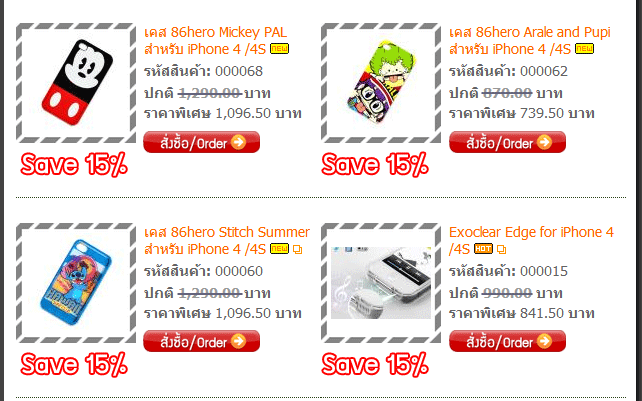 เคส 86hero Mickey PAL
สำหรับ iPhone 4 /4S NEW
รหัสสินค้า: 000068
ปกติ 1,290.00 บาท
ราคาพิเศษ 1,096.50 บาท
สั่งซื้อ/Order
Save 15%
เคส 86hero Arale and Pupi
สำหรับ iPhone 4 /4S NEW
รหัสสินค้า: 000062
ปกติ 870.00 บาท
ราคาพิเศษ 739.50 บาท
สั่งซื้อ/Order
Save 15%
เคส 86hero Stitch Summer
สำหรับ iPhone 4 /4S NEW
รหัสสินค้า: 000060
ปกติ 1,290.00 บาท
ราคาพิเศษ 1,096.50 บาท
สั่งซื้อ/Order
Save 15%
Exoclear Edge for iPhone 4
/4S HOT
รหัสสินค้า: 000015
ปกติ 990.00 บาท
ราคาพิเศษ 841.50 บาท
สั่งซื้อ/Order
Save 15%